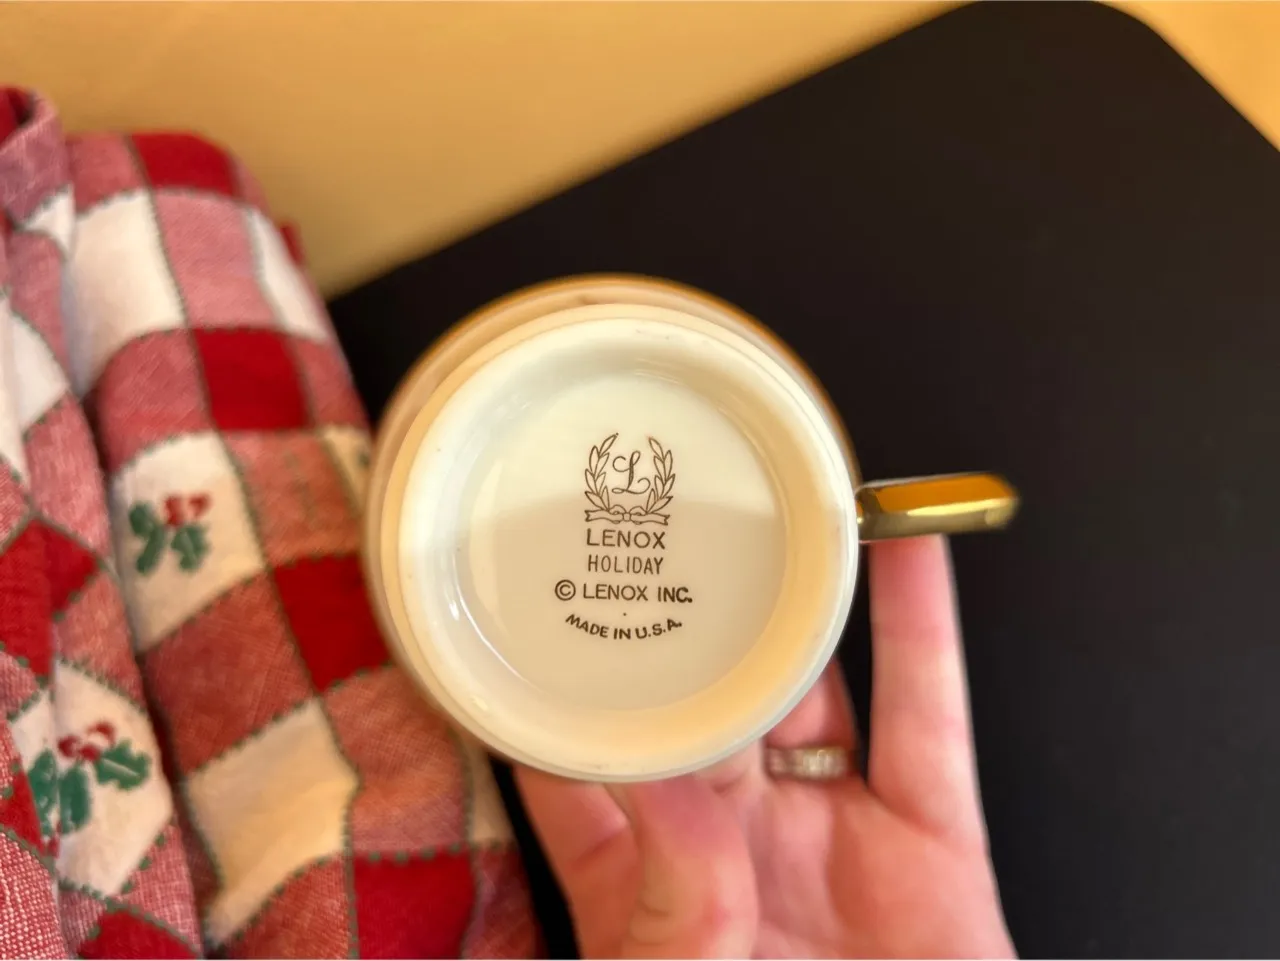 L
LENOX
HOLIDAY
© LENOX INC.
MADE IN U.S.A.